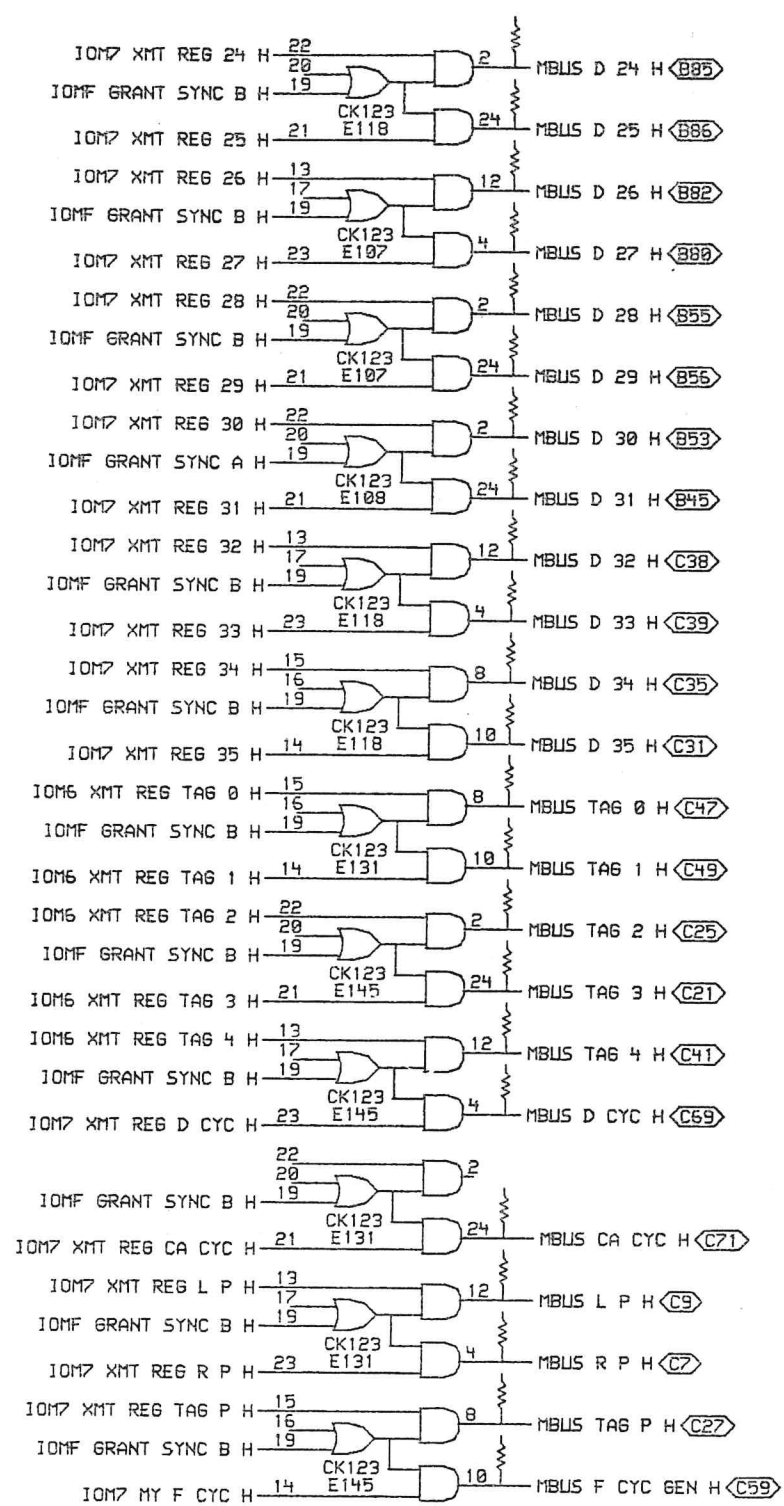 IOM7 XMT REG 24 H 22 2 MBUS D 24 H B85
20
IOMF GRANT SYNC B H 19
CK123
E118
IOM7 XMT REG 25 H 21 24 MBUS D 25 H B86
IOM7 XMT REG 26 H 13 12 MBUS D 26 H B82
17
IOMF GRANT SYNC B H 19
CK123
E107
IOM7 XMT REG 27 H 23 4 MBUS D 27 H B80
IOM7 XMT REG 28 H 22 2 MBUS D 28 H B55
20
IOMF GRANT SYNC B H 19
CK123
E107
IOM7 XMT REG 29 H 21 24 MBUS D 29 H B56
IOM7 XMT REG 30 H 22 2 MBUS D 30 H B53
20
IOMF GRANT SYNC A H 19
CK123
E108
IOM7 XMT REG 31 H 21 24 MBUS D 31 H B45
IOM7 XMT REG 32 H 13 12 MBUS D 32 H C38
17
IOMF GRANT SYNC B H 19
CK123
E118
IOM7 XMT REG 33 H 23 4 MBUS D 33 H C39
IOM7 XMT REG 34 H 15 8 MBUS D 34 H C35
16
IOMF GRANT SYNC B H 19
CK123
E118
IOM7 XMT REG 35 H 14 10 MBUS D 35 H C31
IOM6 XMT REG TAG 0 H 15 8 MBUS TAG 0 H C47
16
IOMF GRANT SYNC B H 19
CK123
E131
IOM6 XMT REG TAG 1 H 14 10 MBUS TAG 1 H C49
IOM6 XMT REG TAG 2 H 22 2 MBUS TAG 2 H C25
20
IOMF GRANT SYNC B H 19
CK123
E145
IOM6 XMT REG TAG 3 H 21 24 MBUS TAG 3 H C21
IOM6 XMT REG TAG 4 H 13 12 MBUS TAG 4 H C41
17
IOMF GRANT SYNC B H 19
CK123
E145
IOM7 XMT REG D CYC H 23 4 MBUS D CYC H C69
22 2
20
IOMF GRANT SYNC B H 19
CK123
E131
IOM7 XMT REG CA CYC H 21 24 MBUS CA CYC H C71
IOM7 XMT REG L P H 13 12 MBUS L P H C9
17
IOMF GRANT SYNC B H 19
CK123
E131
IOM7 XMT REG R P H 23 4 MBUS R P H C7
IOM7 XMT REG TAG P H 15 8 MBUS TAG P H C27
16
IOMF GRANT SYNC B H 19
CK123
E145
IOM7 MY F CYC H 14 10 MBUS F CYC GEN H C59